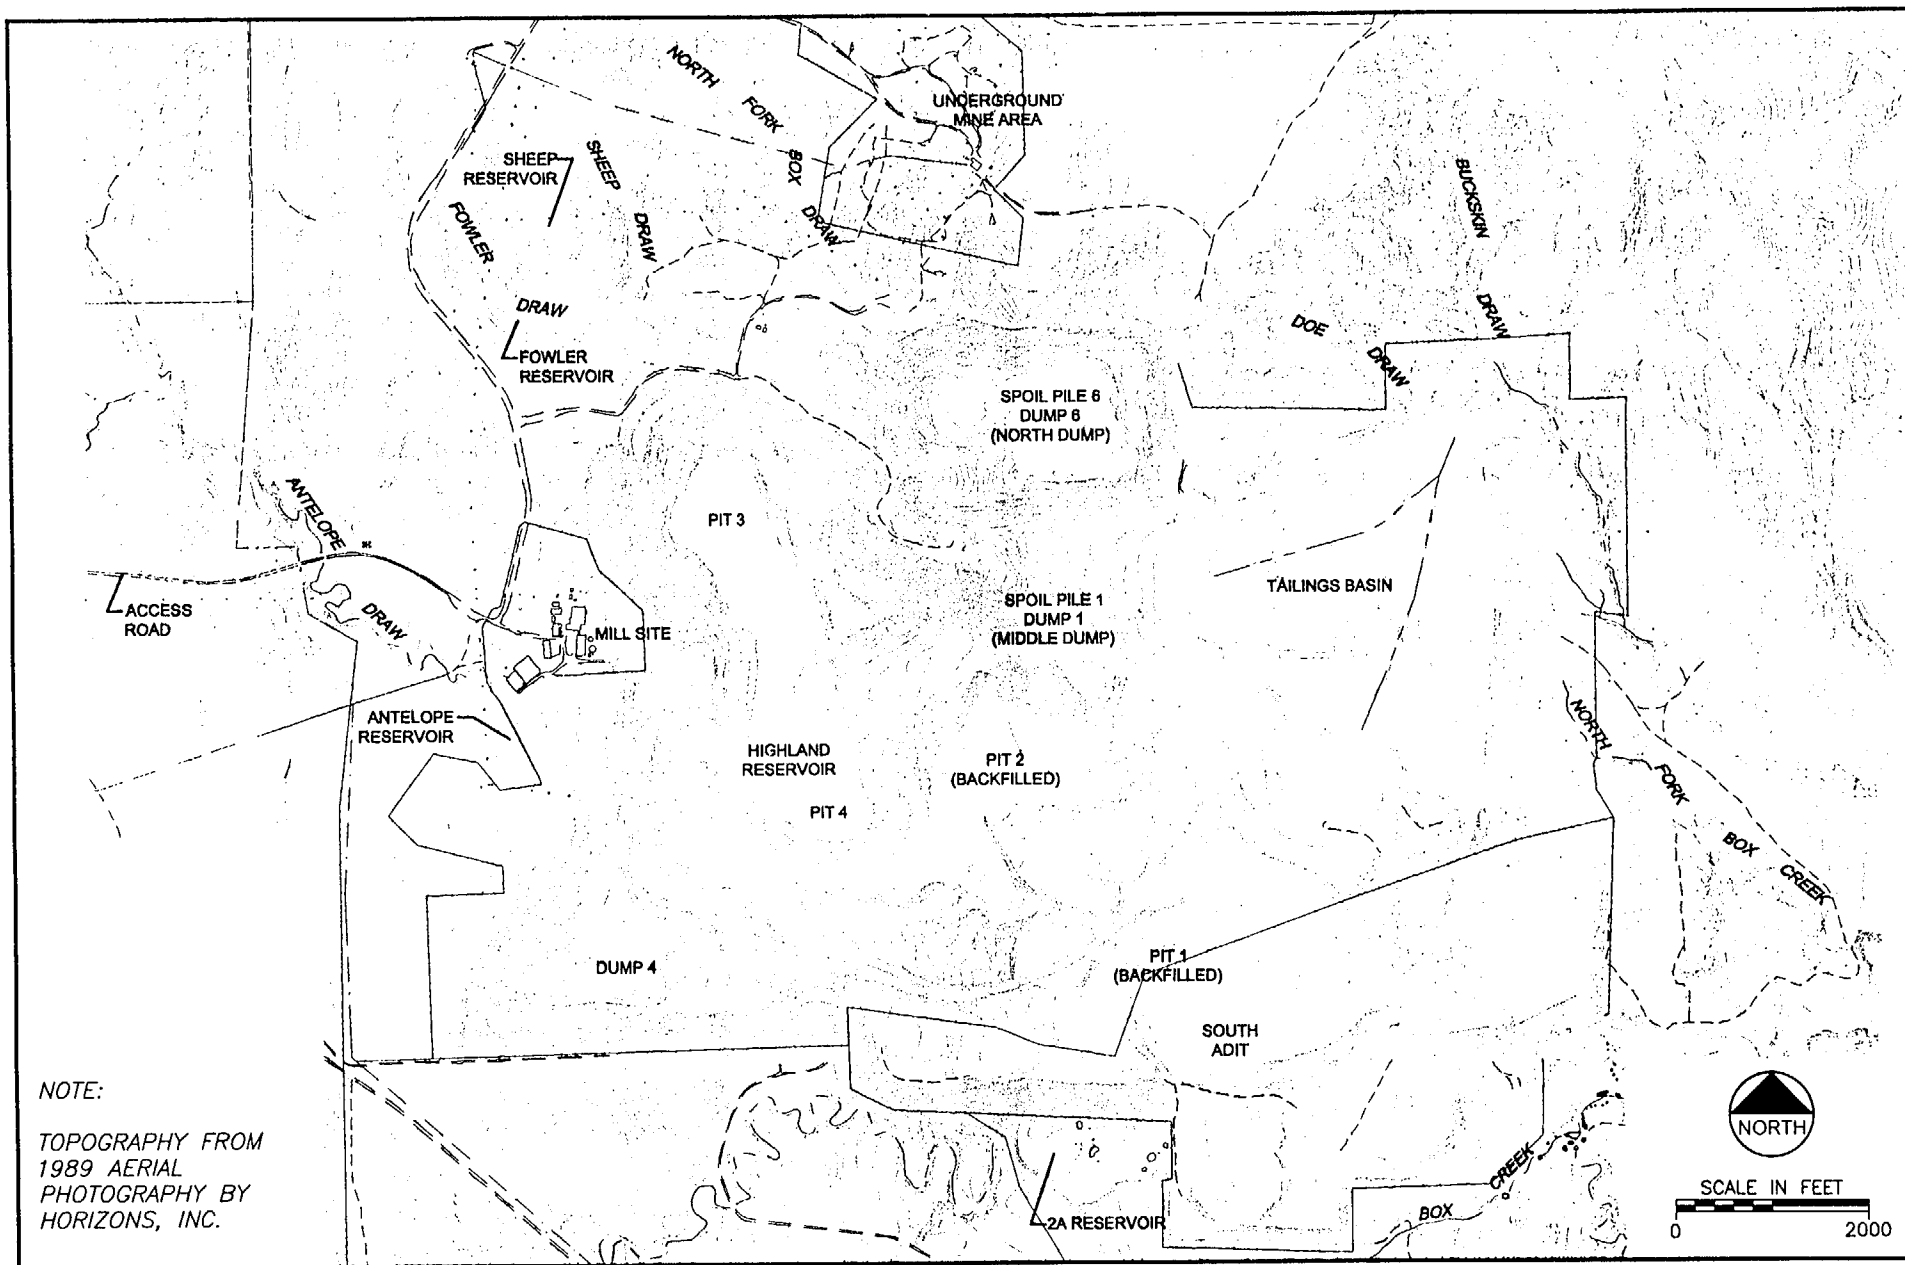 NORTH
FORK
BOX
DRAW
UNDERGROUND
MINE AREA
SHEEP
RESERVOIR
SHEEP
DRAW
FOWLER
DRAW
FOWLER
RESERVOIR
BUCKSKIN
DRAW
DOE
DRAW
SPOIL PILE 6
DUMP 6
(NORTH DUMP)
PIT 3
ANTELOPE
DRAW
ACCESS
ROAD
MILL SITE
SPOIL PILE 1
DUMP 1
(MIDDLE DUMP)
TAILINGS BASIN
ANTELOPE
RESERVOIR
HIGHLAND
RESERVOIR
PIT 2
(BACKFILLED)
PIT 4
NORTH
FORK
BOX
CREEK
DUMP 4
PIT 1
(BACKFILLED)
SOUTH
ADIT
2A RESERVOIR
BOX
CREEK
NOTE:
TOPOGRAPHY FROM
1989 AERIAL
PHOTOGRAPHY BY
HORIZONS, INC.
NORTH
SCALE IN FEET
0 2000